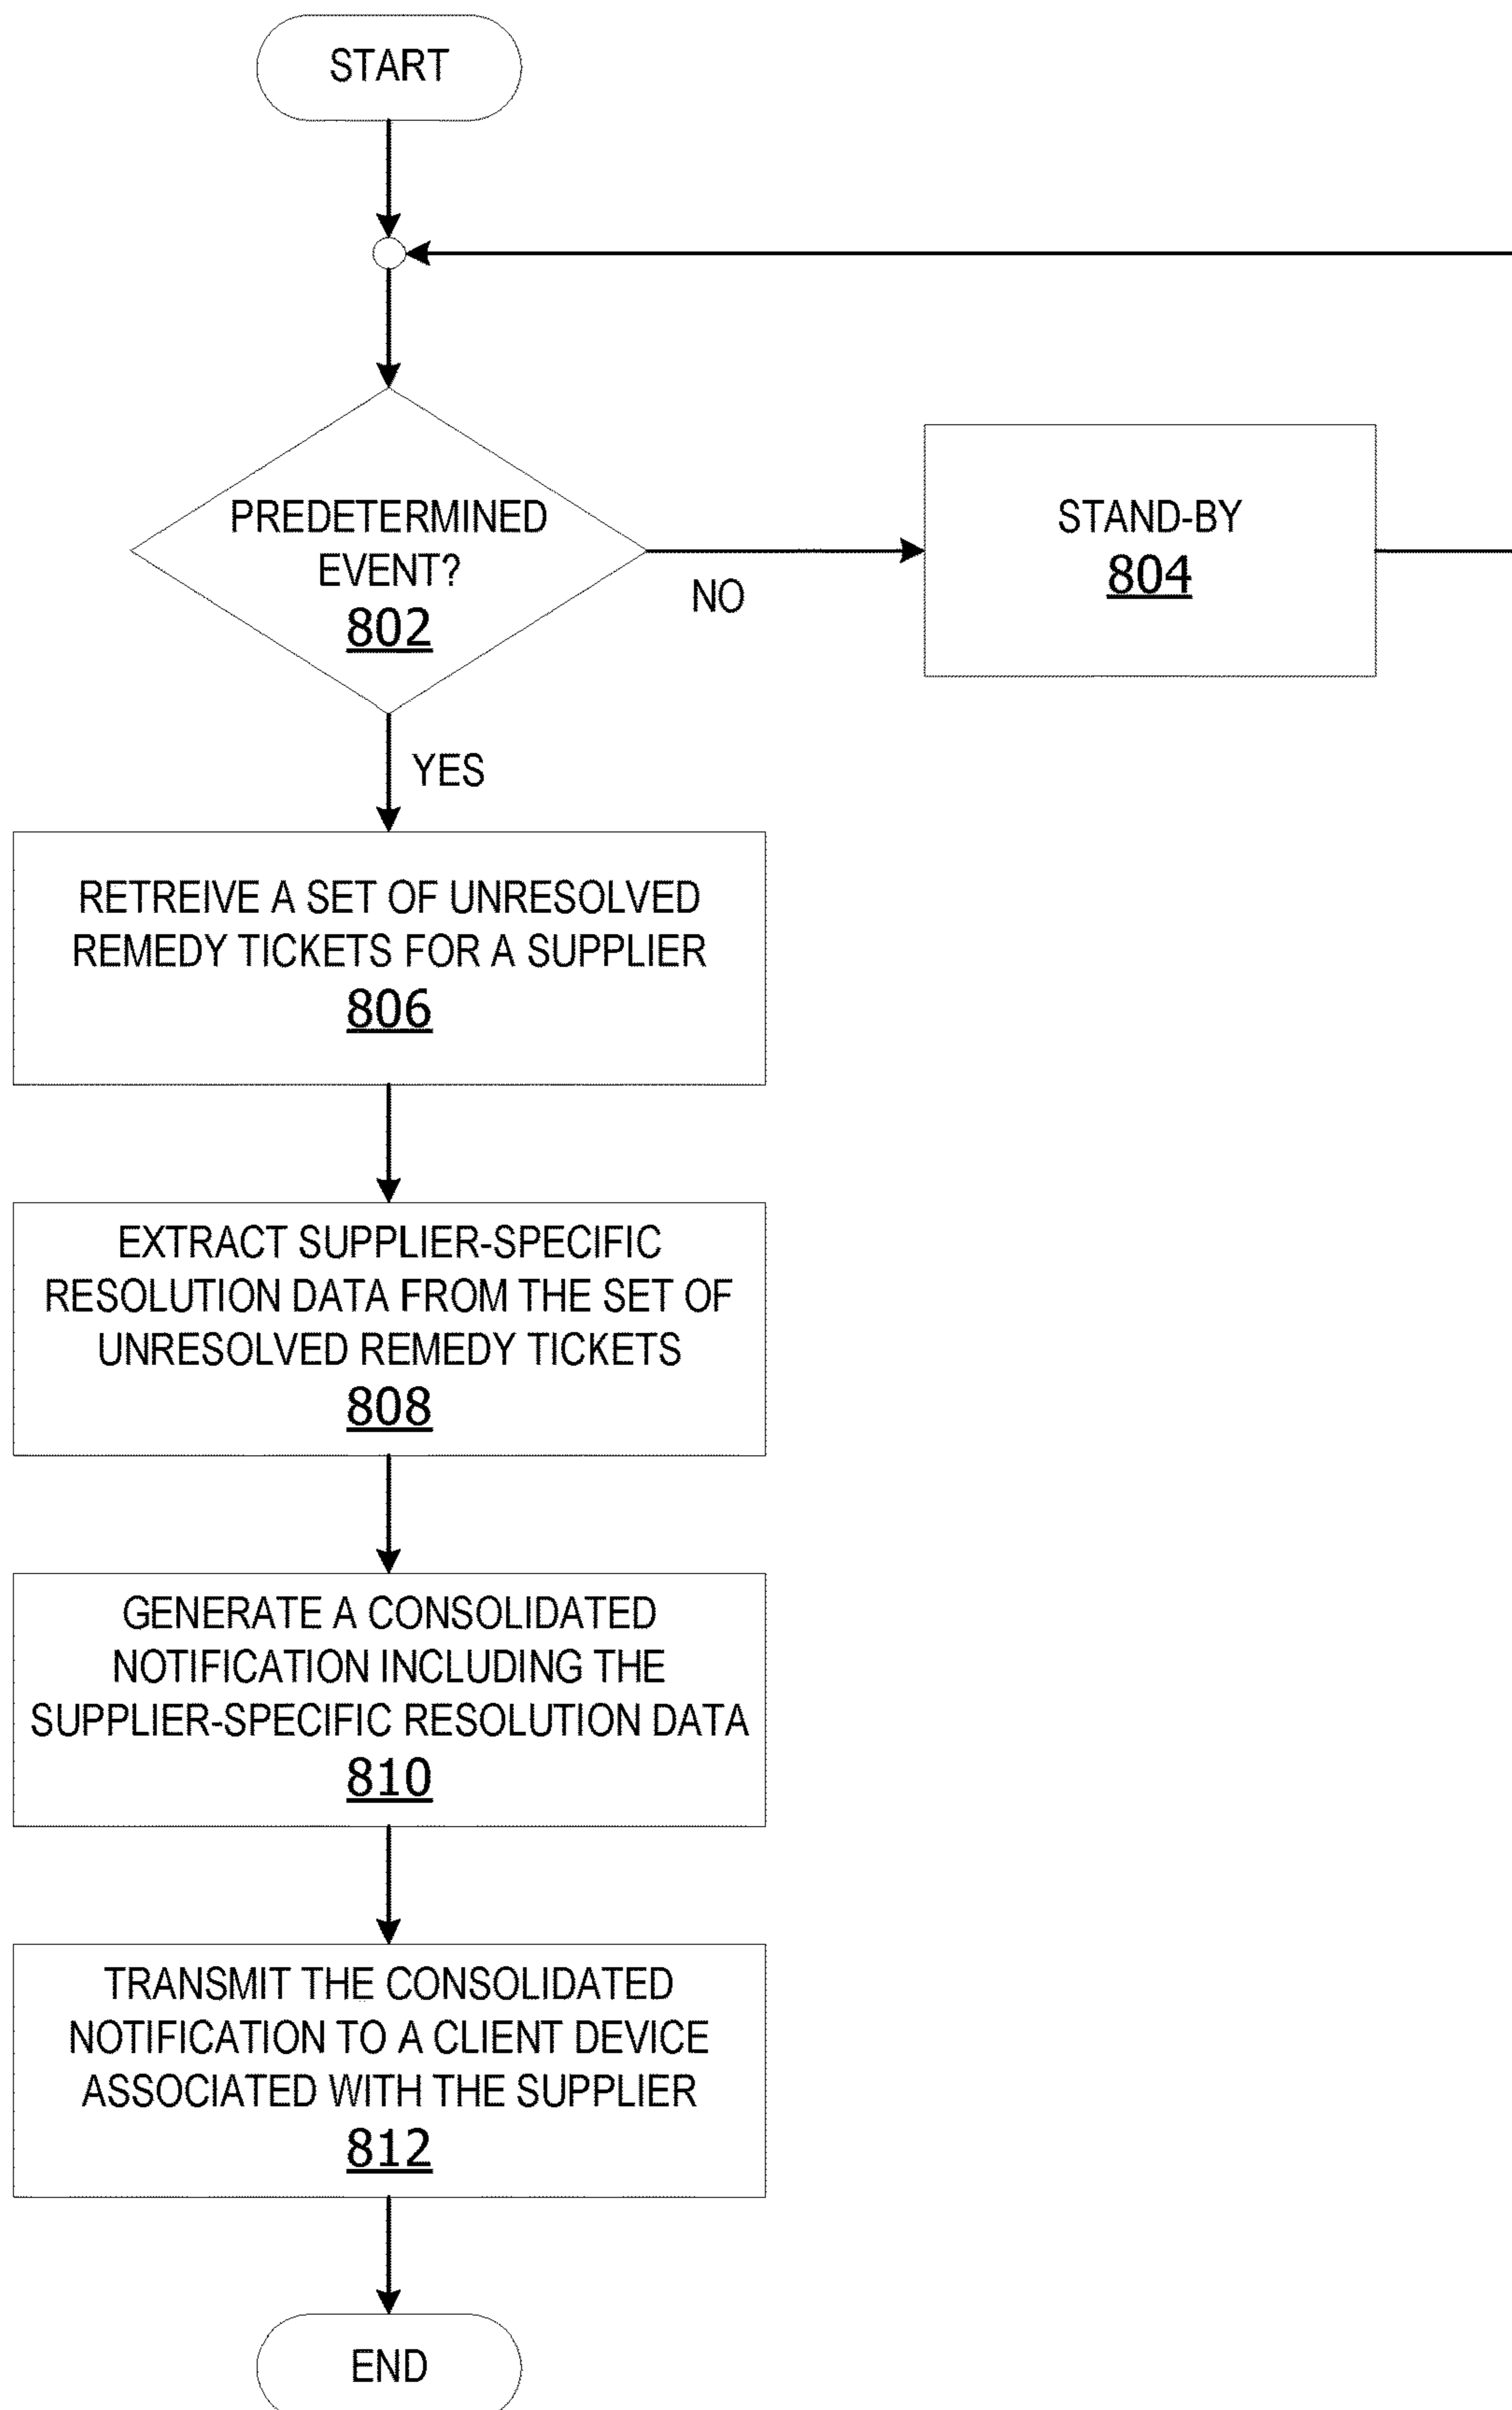 START
PREDETERMINED
EVENT?
802
NO
STAND-BY
804
YES
RETREIVE A SET OF UNRESOLVED
REMEDY TICKETS FOR A SUPPLIER
806
EXTRACT SUPPLIER-SPECIFIC
RESOLUTION DATA FROM THE SET OF
UNRESOLVED REMEDY TICKETS
808
GENERATE A CONSOLIDATED
NOTIFICATION INCLUDING THE
SUPPLIER-SPECIFIC RESOLUTION DATA
810
TRANSMIT THE CONSOLIDATED
NOTIFICATION TO A CLIENT DEVICE
ASSOCIATED WITH THE SUPPLIER
812
END